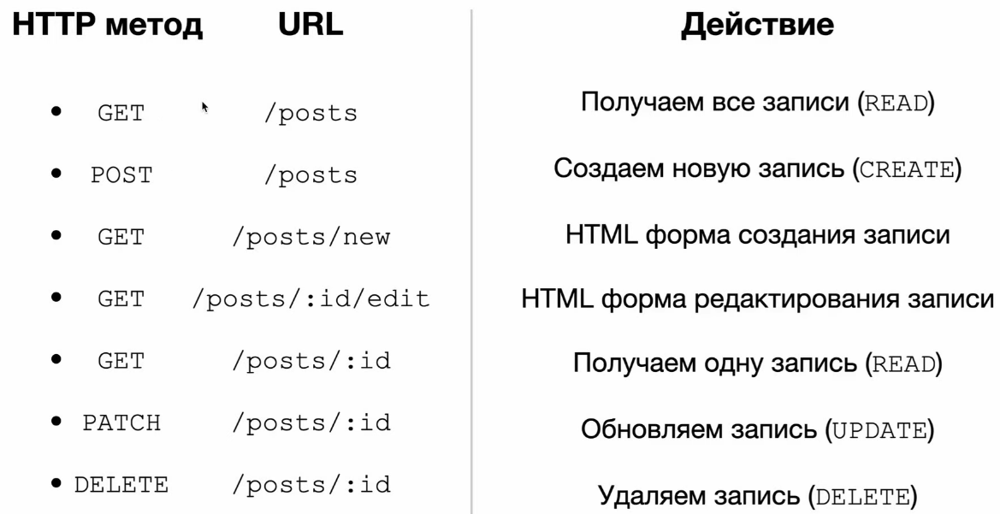 HTTP метод URL Действие
• GET /posts Получаем все записи (READ)
• POST /posts Создаем новую запись (CREATE)
• GET /posts/new HTML форма создания записи
• GET /posts/:id/edit HTML форма редактирования записи
• GET /posts/:id Получаем одну запись (READ)
• PATCH /posts/:id Обновляем запись (UPDATE)
• DELETE /posts/:id Удаляем запись (DELETE)